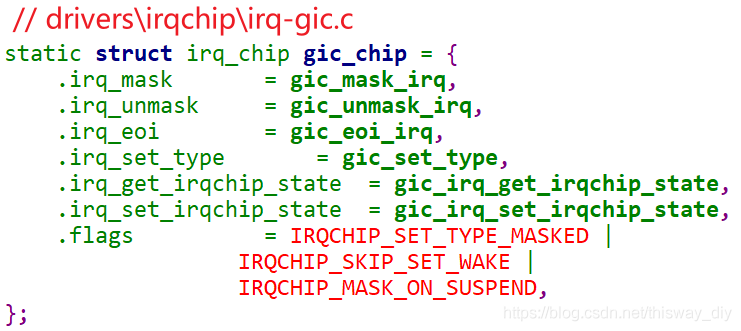 // drivers\irqchip\irq-gic.c
static struct irq_chip gic_chip = {
    .irq_mask        = gic_mask_irq,
    .irq_unmask      = gic_unmask_irq,
    .irq_eoi         = gic_eoi_irq,
    .irq_set_type        = gic_set_type,
    .irq_get_irqchip_state  = gic_irq_get_irqchip_state,
    .irq_set_irqchip_state  = gic_irq_set_irqchip_state,
    .flags           = IRQCHIP_SET_TYPE_MASKED |
                  IRQCHIP_SKIP_SET_WAKE |
                  IRQCHIP_MASK_ON_SUSPEND,
};
https://blog.csdn.net/thisway_diy